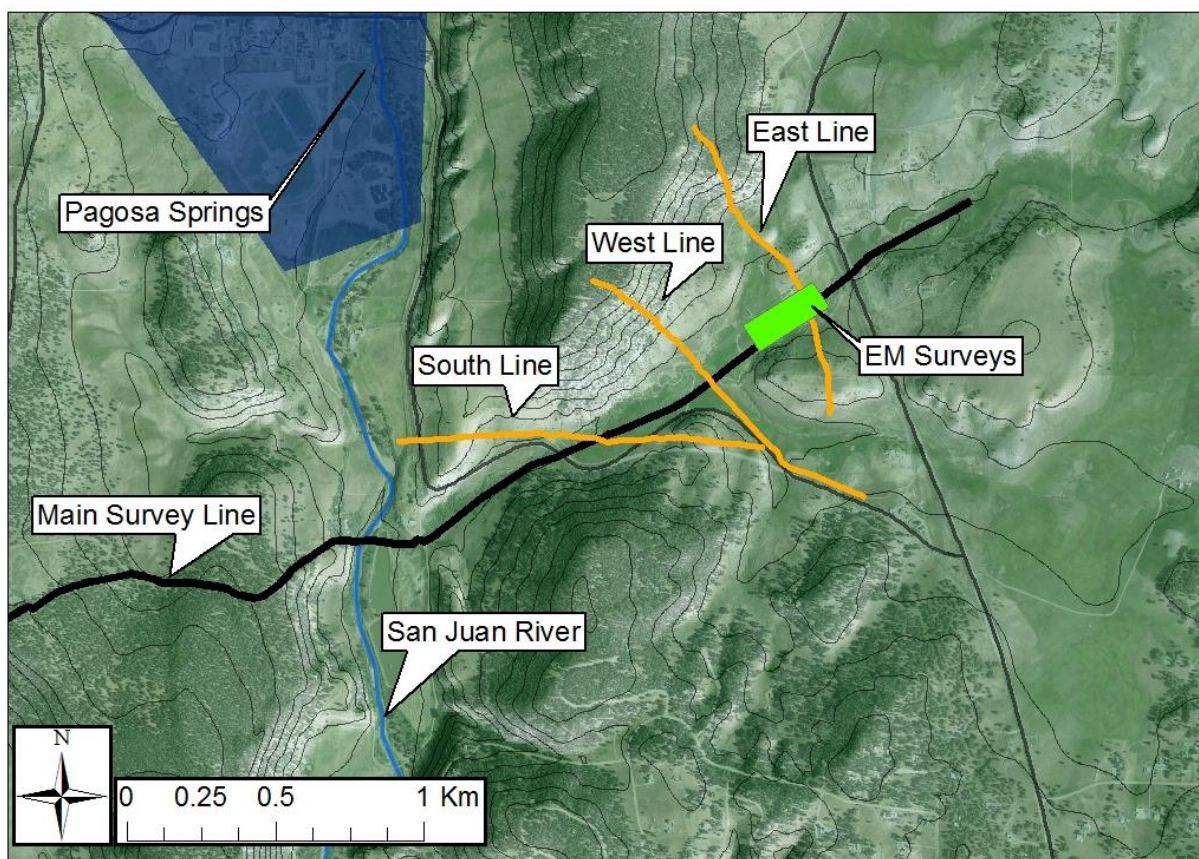 East Line
Pagosa Springs
West Line
EM Surveys
South Line
Main Survey Line
San Juan River
N
0 0.25 0.5 1 Km